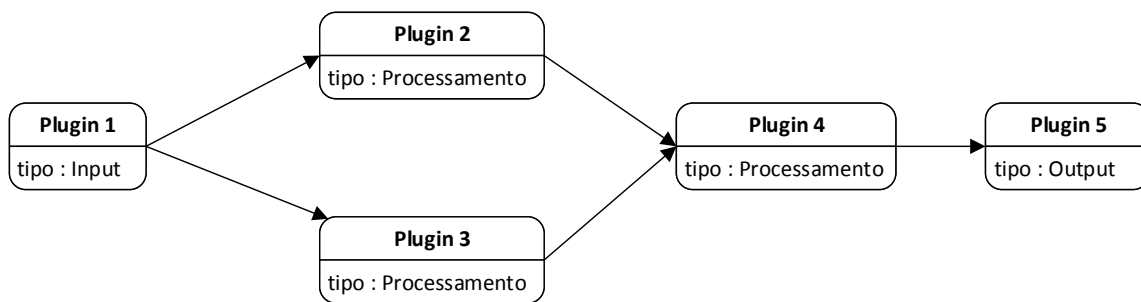 Plugin 1
tipo : Input
Plugin 2
tipo : Processamento
Plugin 3
tipo : Processamento
Plugin 4
tipo : Processamento
Plugin 5
tipo : Output